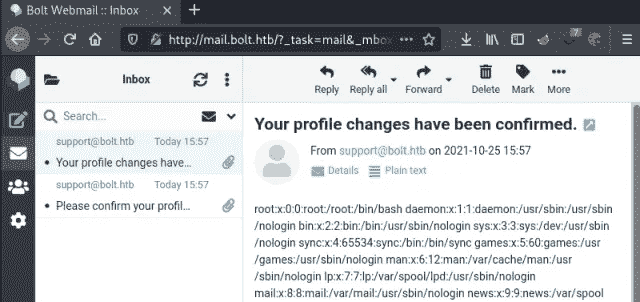 Bolt Webmail :: Inbox
http://mail.bolt.htb/?_task=mail&_mbo
7
Inbox
Search...
support@bolt.htb Today 15:57
Your profile changes have...
support@bolt.htb Today 15:57
Please confirm your profil...
Reply Reply all Forward Delete Mark More
Your profile changes have been confirmed.
From support@bolt.htb on 2021-10-25 15:57
Details Plain text
root:x:0:0:root:/root:/bin/bash daemon:x:1:1:daemon:/usr/sbin:/usr/sbin
/nologin bin:x:2:2:bin:/bin:/usr/sbin/nologin sys:x:3:3:sys:/dev:/usr/sbin
/nologin sync:x:4:65534:sync:/bin:/bin/sync games:x:5:60:games:/usr
/games:/usr/sbin/nologin man:x:6:12:man:/var/cache/man:/usr
/sbin/nologin lp:x:7:7:lp:/var/spool/lpd:/usr/sbin/nologin
mail:x:8:8:mail:/var/mail:/usr/sbin/nologin news:x:9:9:news:/var/spool